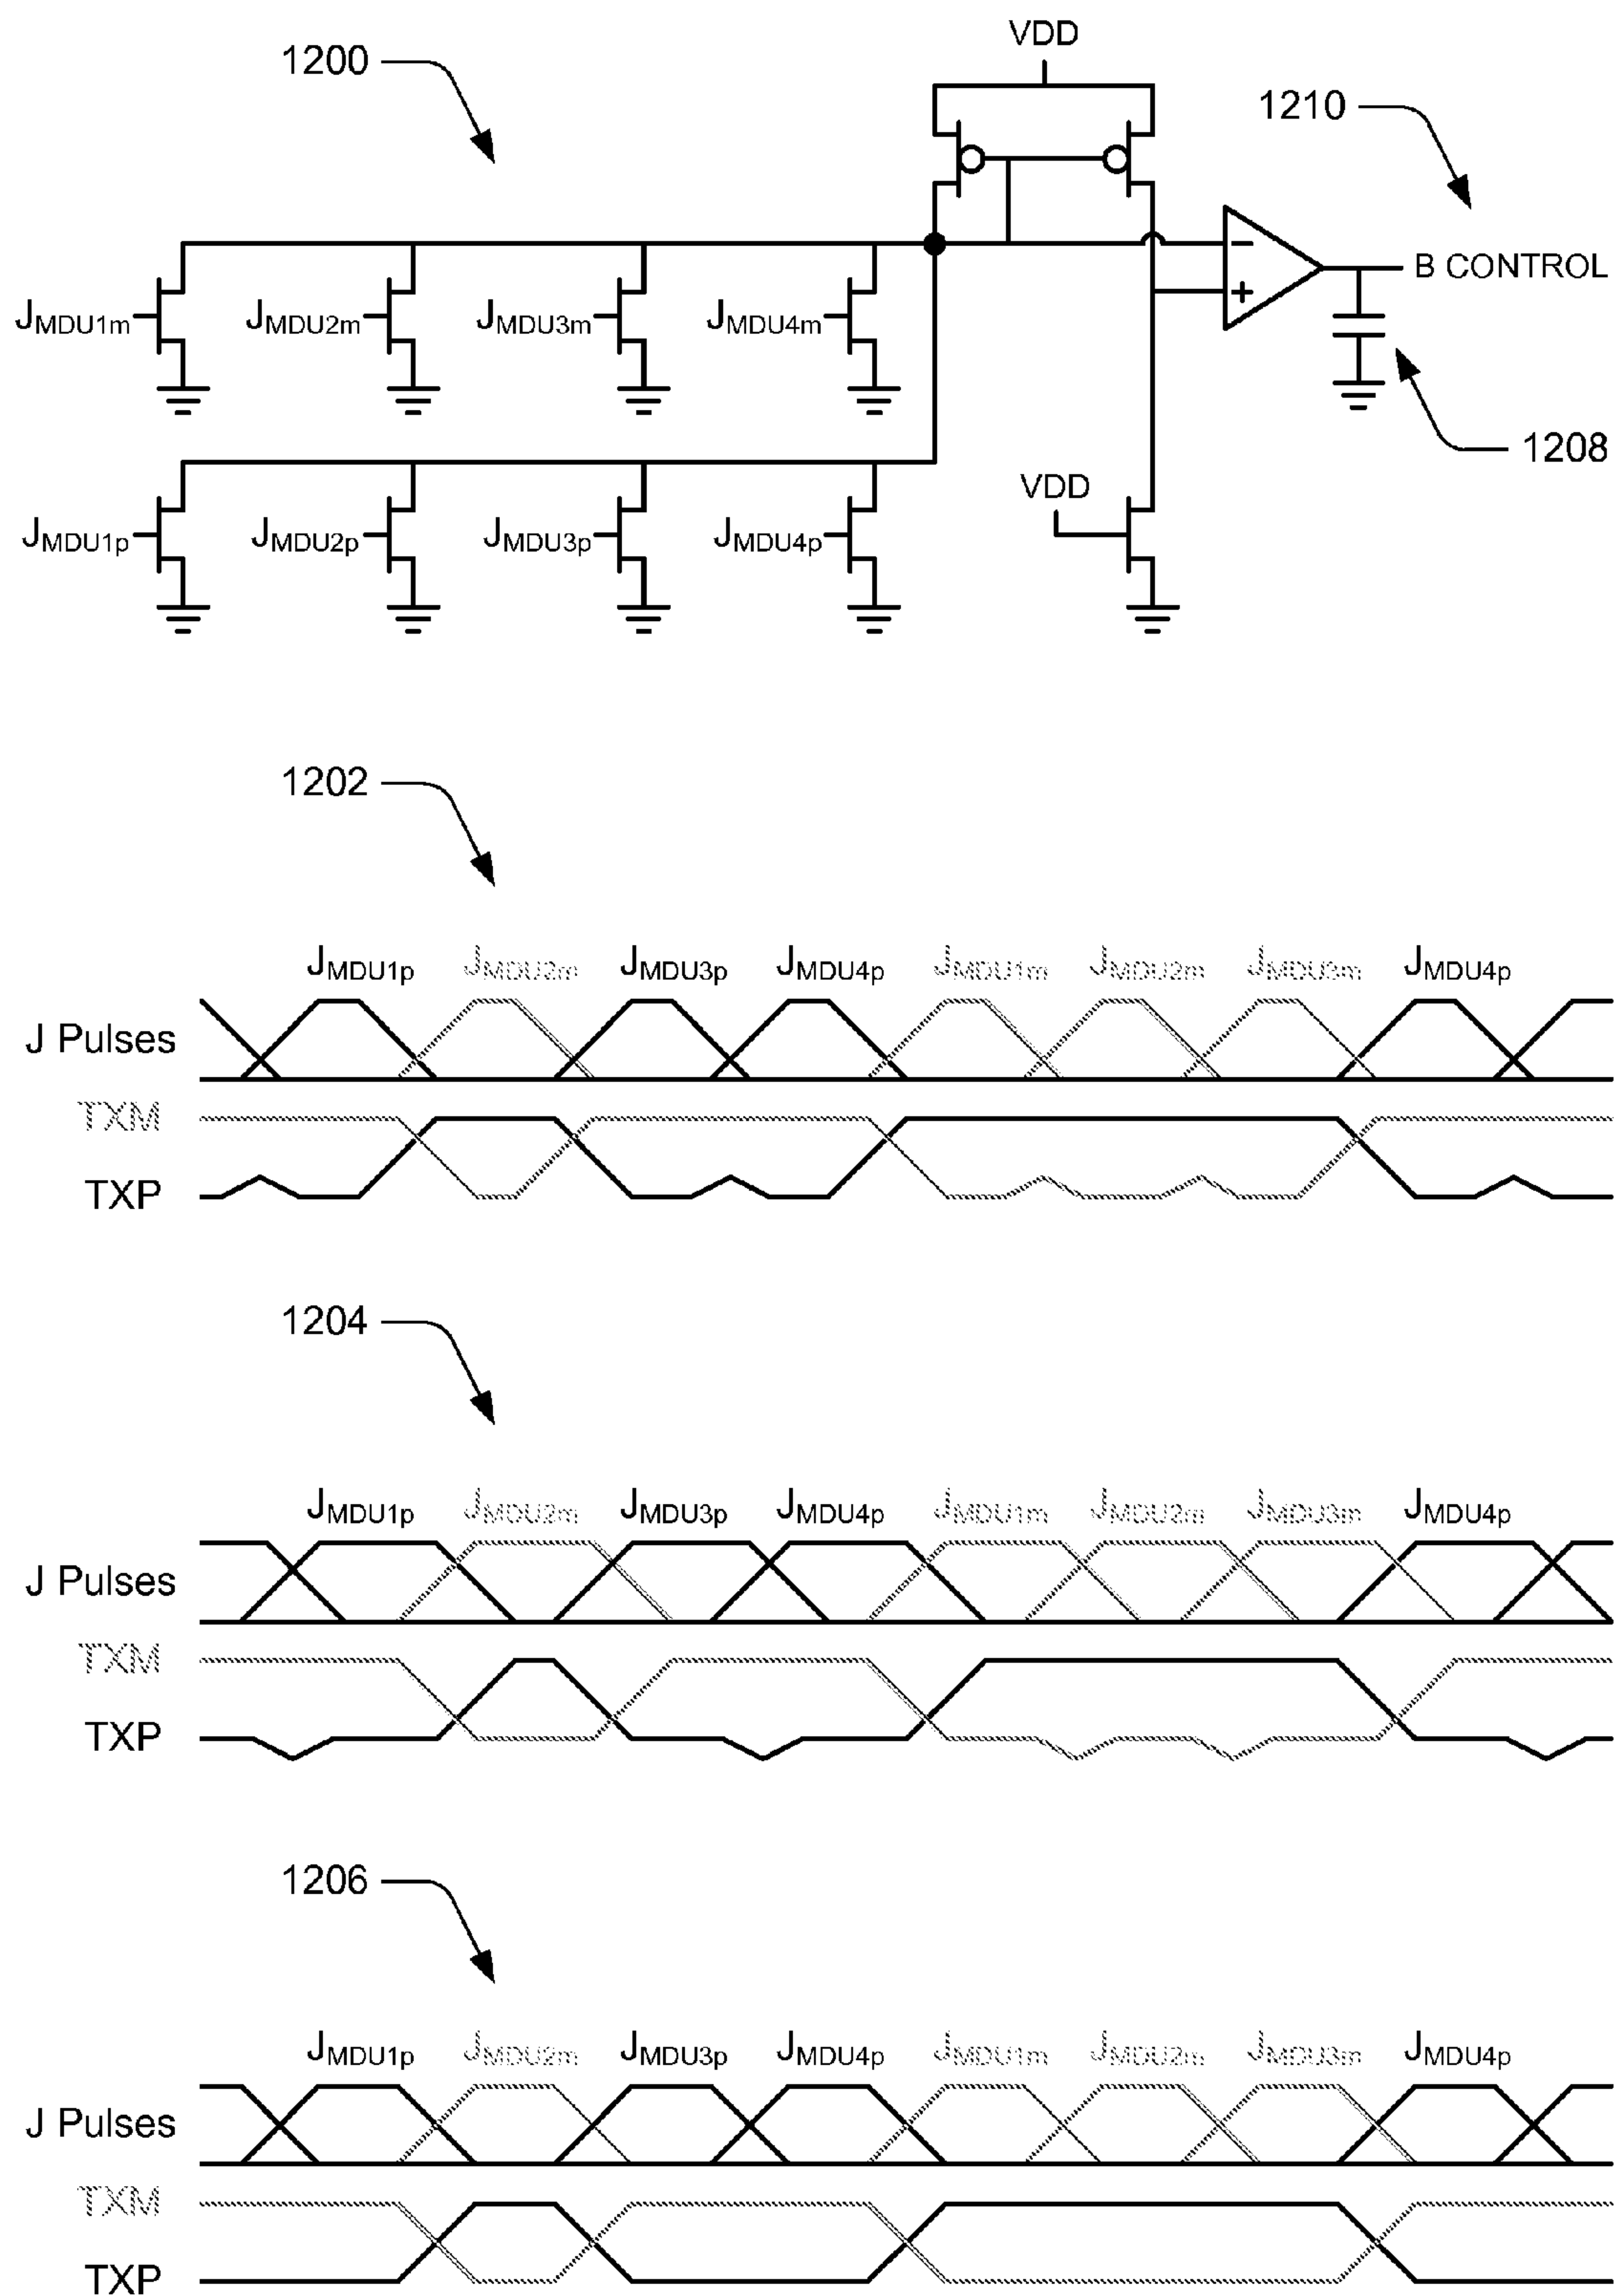 1200
VDD
1210
B CONTROL
JMDU1m
JMDU2m
JMDU3m
JMDU4m
−
+
1208
VDD
JMDU1p
JMDU2p
JMDU3p
JMDU4p
1202
JMDU1p JMDU2m JMDU3p JMDU4p JMDU1m JMDU2m JMDU3m JMDU4p
J Pulses
TXM
TXP
1204
JMDU1p JMDU2m JMDU3p JMDU4p JMDU1m JMDU2m JMDU3m JMDU4p
J Pulses
TXM
TXP
1206
JMDU1p JMDU2m JMDU3p JMDU4p JMDU1m JMDU2m JMDU3m JMDU4p
J Pulses
TXM
TXP